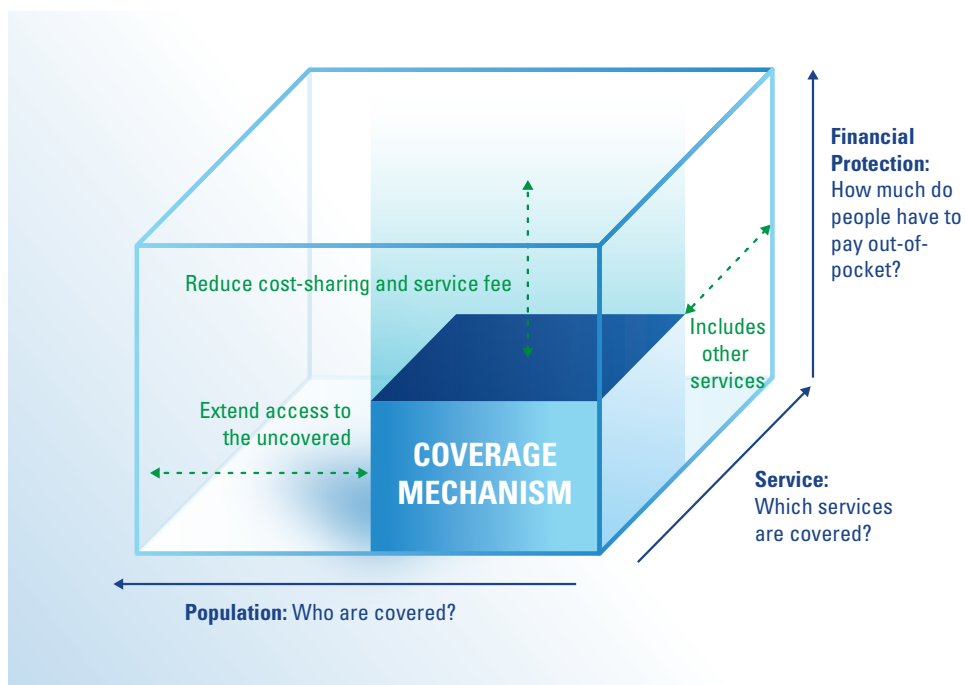 Financial
Protection:
How much do
people have to
pay out-of-
pocket?
Reduce cost-sharing and service fee
Includes
other
services
Extend access to
the uncovered
COVERAGE
MECHANISM
Service:
Which services
are covered?
Population: Who are covered?